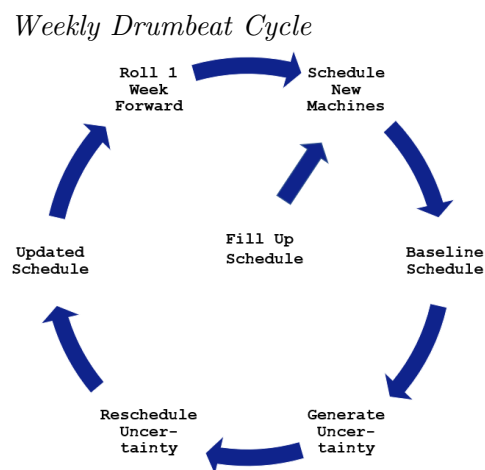 Weekly Drumbeat Cycle
Roll 1
Week
Forward
Schedule
New
Machines
Fill Up
Schedule
Updated
Schedule
Baseline
Schedule
Reschedule
Uncer-
tainty
Generate
Uncer-
tainty